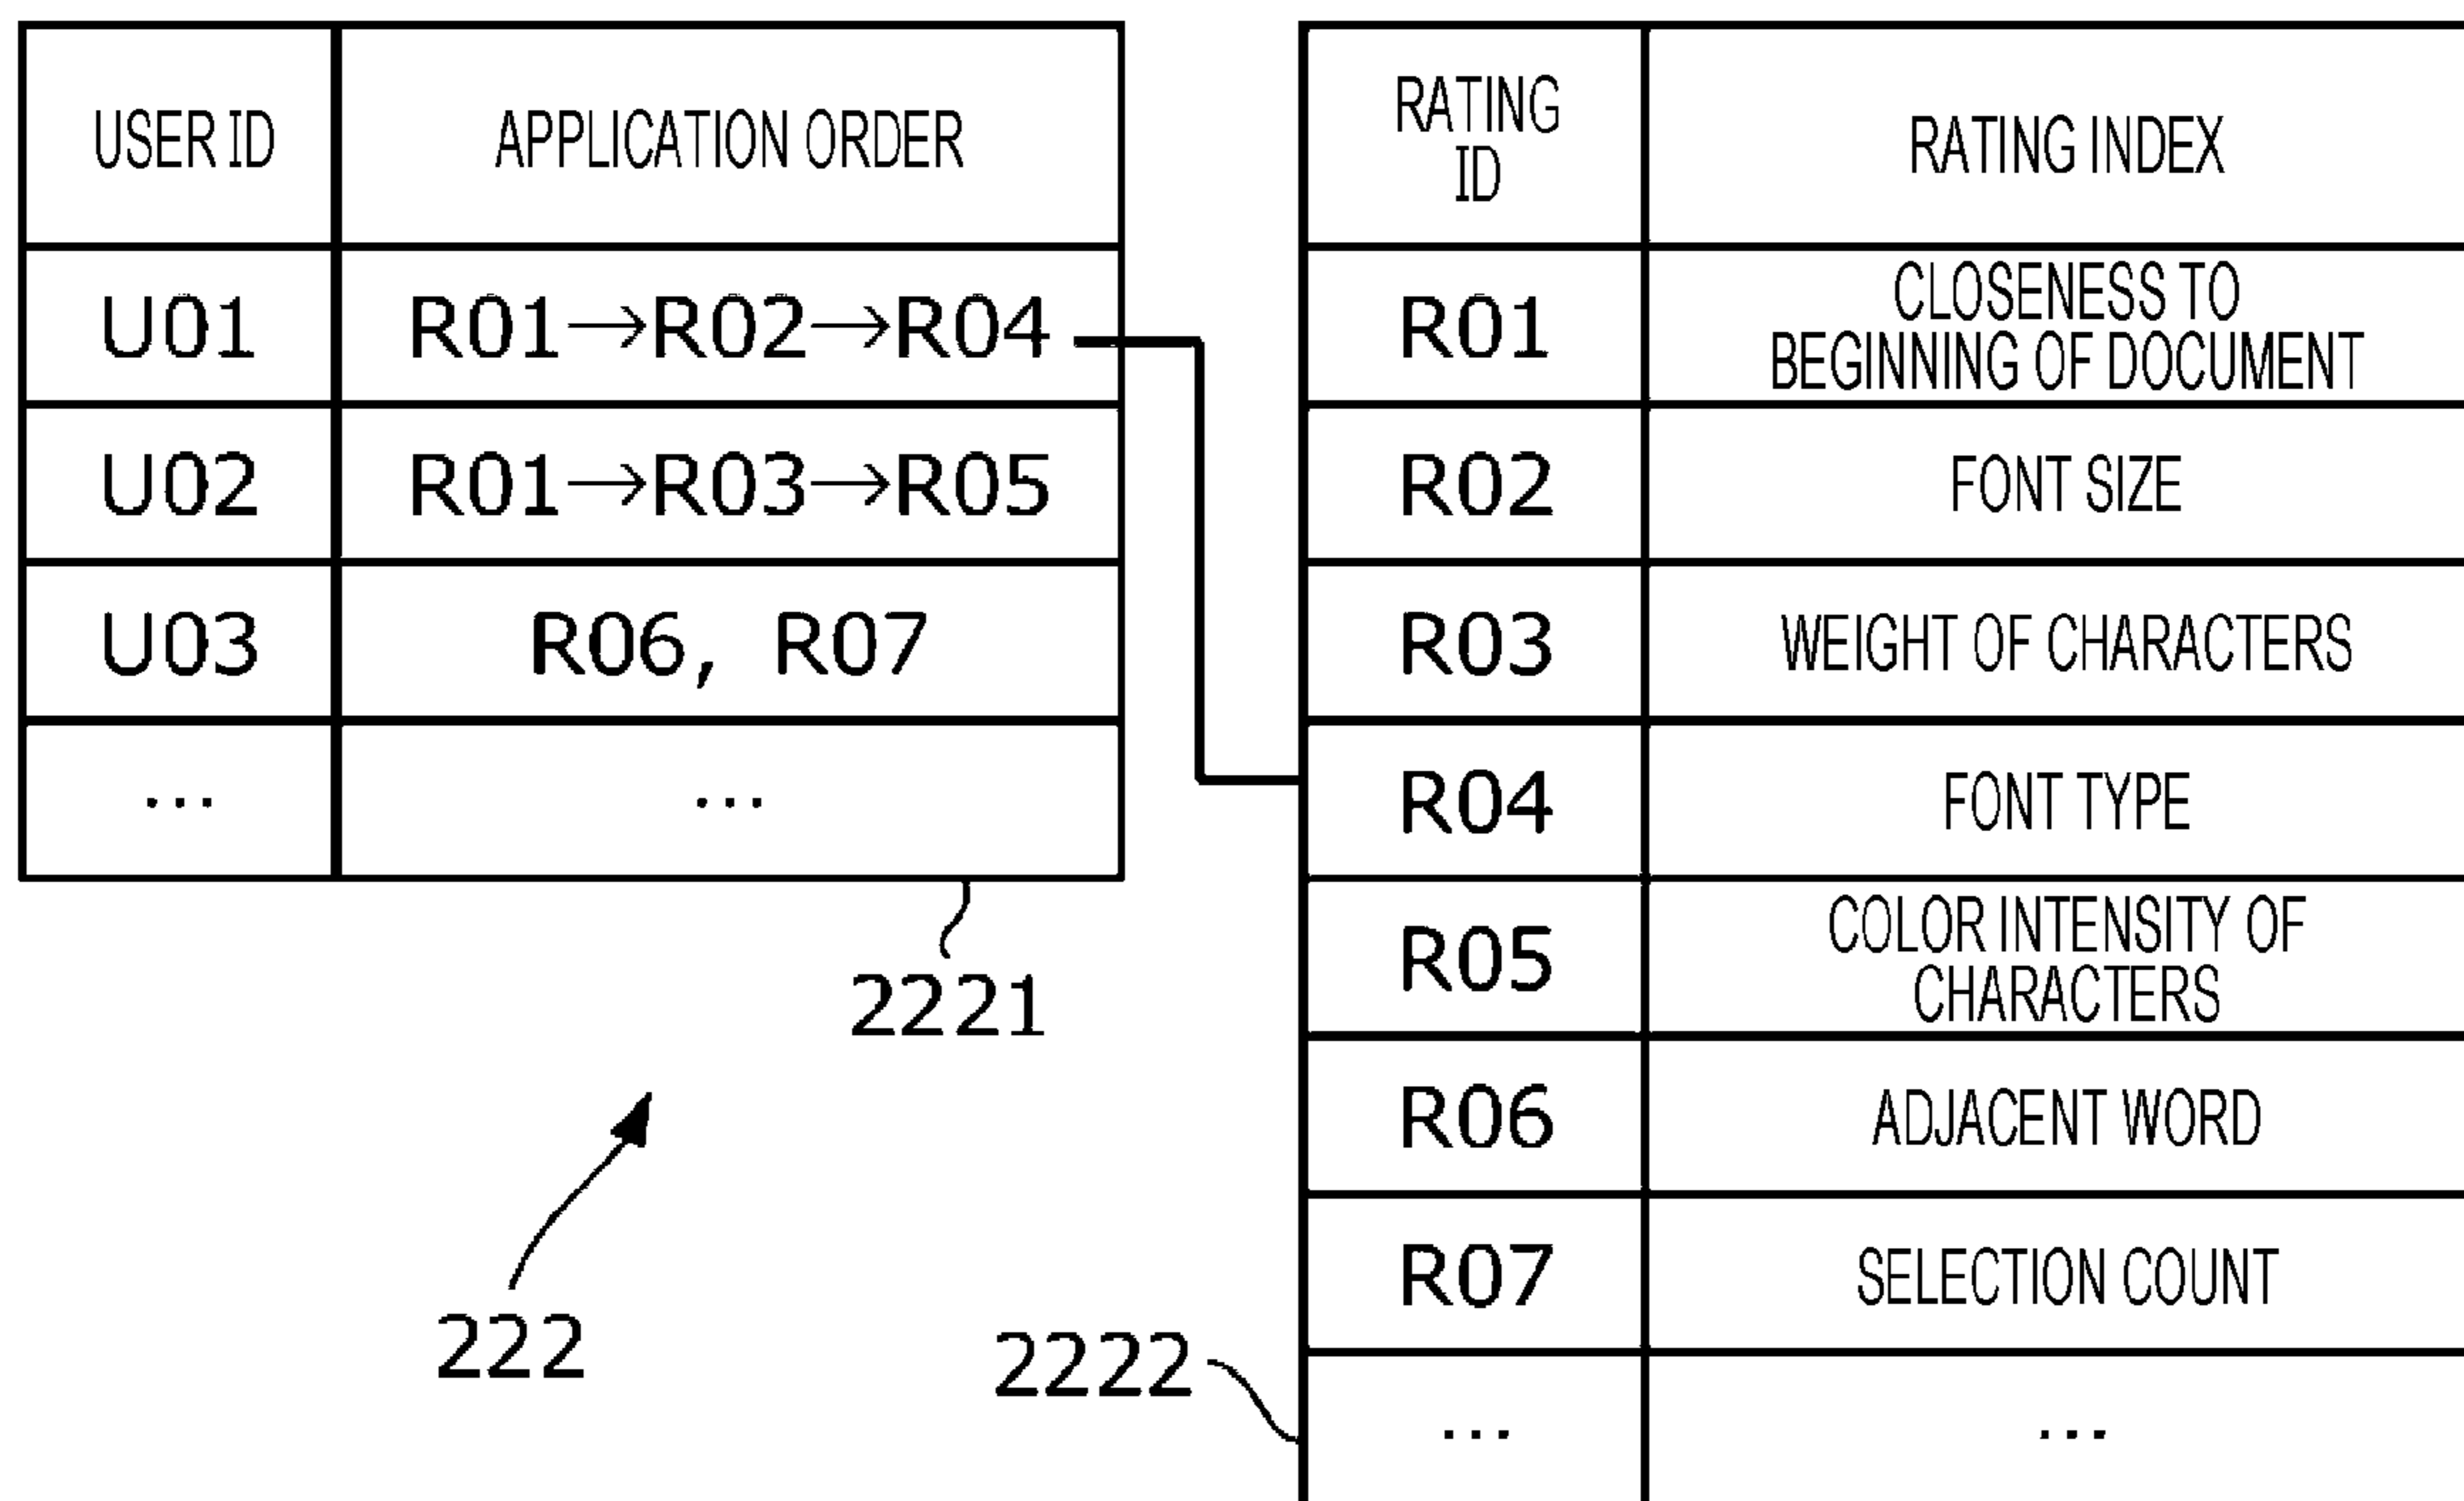 USER ID APPLICATION ORDER
U01 R01→R02→R04
U02 R01→R03→R05
U03 R06, R07
... ...
2221
222
RATING
ID
RATING INDEX
R01
CLOSENESS TO
BEGINNING OF DOCUMENT
R02 FONT SIZE
R03 WEIGHT OF CHARACTERS
R04 FONT TYPE
R05
COLOR INTENSITY OF
CHARACTERS
R06 ADJACENT WORD
R07 SELECTION COUNT
... ...
2222